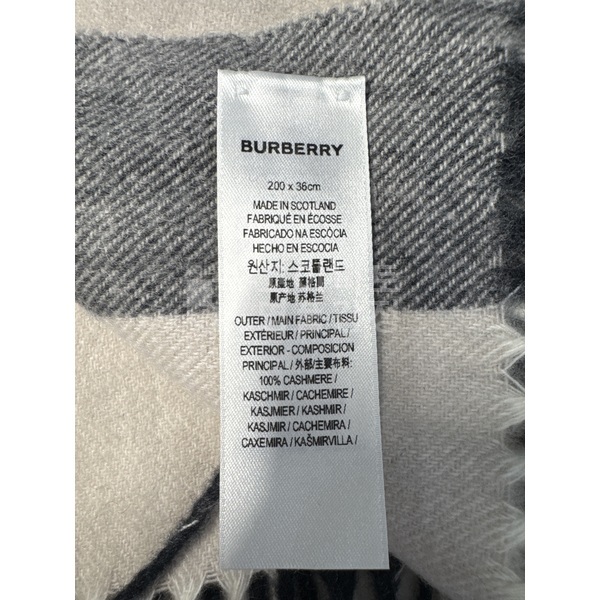 BURBERRY
200 x 36cm
MADE IN SCOTLAND
FABRIQUÉ EN ÉCOSSE
FABRICADO NA ESCÓCIA
HECHO EN ESCOCIA
원산지: 스코틀랜드
原産地 蘇格蘭
原产地 苏格兰
OUTER / MAIN FABRIC / TISSU
EXTÉRIEUR / PRINCIPAL /
EXTERIOR - COMPOSICION
PRINCIPAL / 外部/主要布料:
100% CASHMERE /
KASCHMIR / CACHEMIRE /
KASJMIER / KASHMIR /
KASJMIR / CACHEMIRA /
CAXEMIRA / KAŠMIRVILLA /